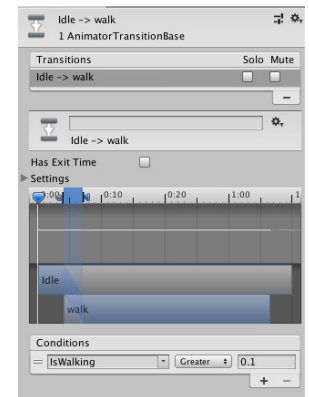 Idle -> walk
1 AnimatorTransitionBase
Transitions Solo Mute
Idle -> walk
Idle -> walk
Has Exit Time
Settings
0:10 0:20 1:00 1
Idle
walk
Conditions
IsWalking Greater 0.1